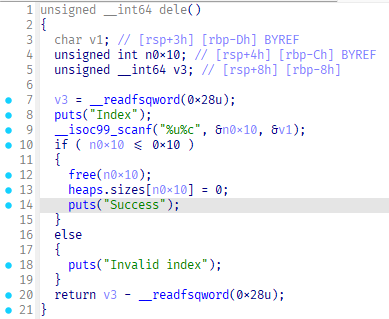 1 unsigned __int64 dele()
2 {
3 char v1; // [rsp+3h] [rbp-Dh] BYREF
4 unsigned int n0×10; // [rsp+4h] [rbp-Ch] BYREF
5 unsigned __int64 v3; // [rsp+8h] [rbp-8h]
6
7 v3 = __readfsqword(0×28u);
8 puts("Index");
9 __isoc99_scanf("%u%c", &n0×10, &v1);
10 if ( n0×10 ≤ 0×10 )
11 {
12 free(n0×10);
13 heaps.sizes[n0×10] = 0;
14 puts("Success");
15 }
16 else
17 {
18 puts("Invalid index");
19 }
20 return v3 - __readfsqword(0×28u);
21 }